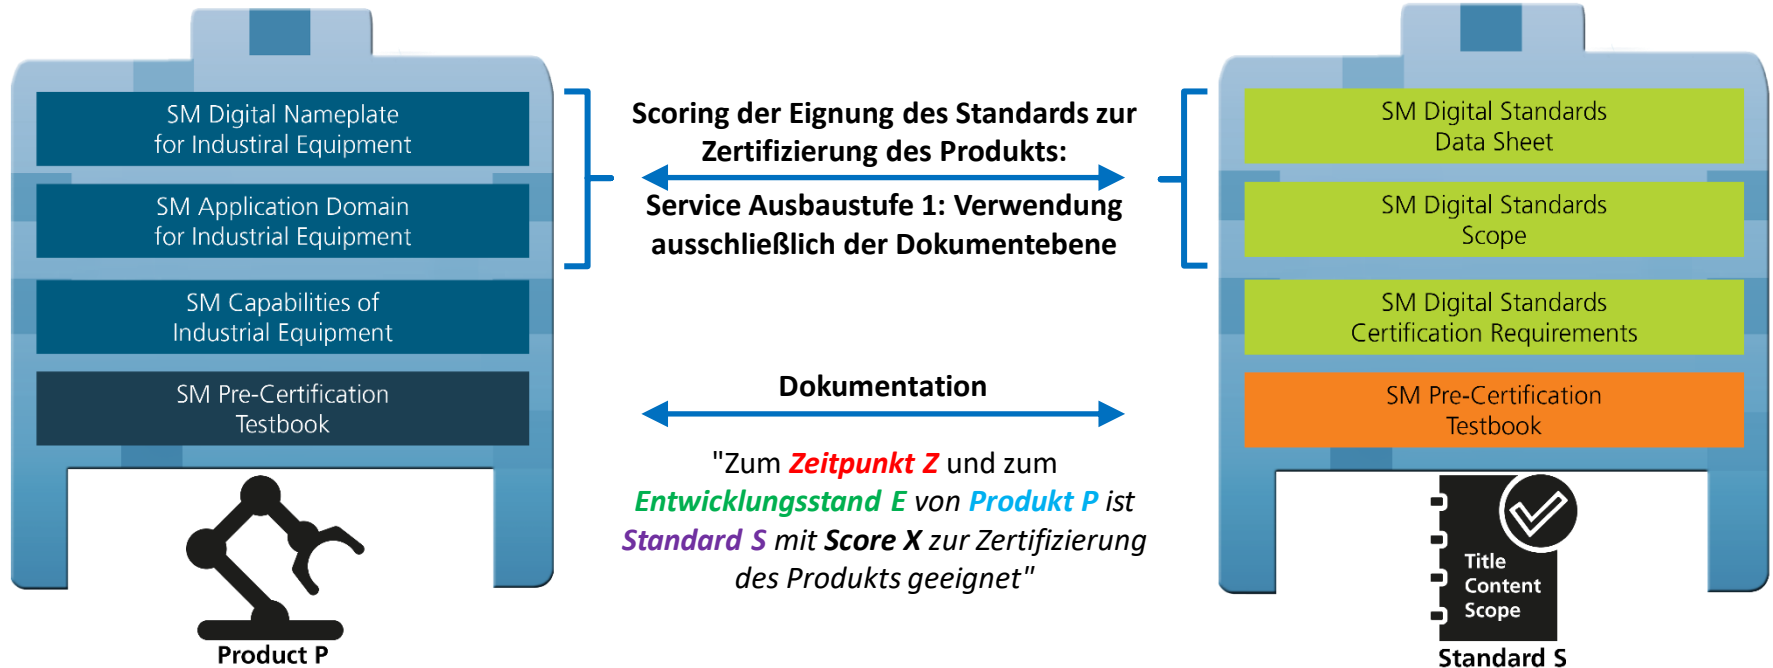 SM Digital Nameplate
for Industiral Equipment
SM Application Domain
for Industrial Equipment
SM Capabilities of
Industrial Equipment
SM Pre-Certification
Testbook
Product P
Scoring der Eignung des Standards zur
Zertifizierung des Produkts:
Service Ausbaustufe 1: Verwendung
ausschließlich der Dokumentebene
Dokumentation
"Zum Zeitpunkt Z und zum
Entwicklungsstand E von Produkt P ist
Standard S mit Score X zur Zertifizierung
des Produkts geeignet"
SM Digital Standards
Data Sheet
SM Digital Standards
Scope
SM Digital Standards
Certification Requirements
SM Pre-Certification
Testbook
Title
Content
Scope
Standard S